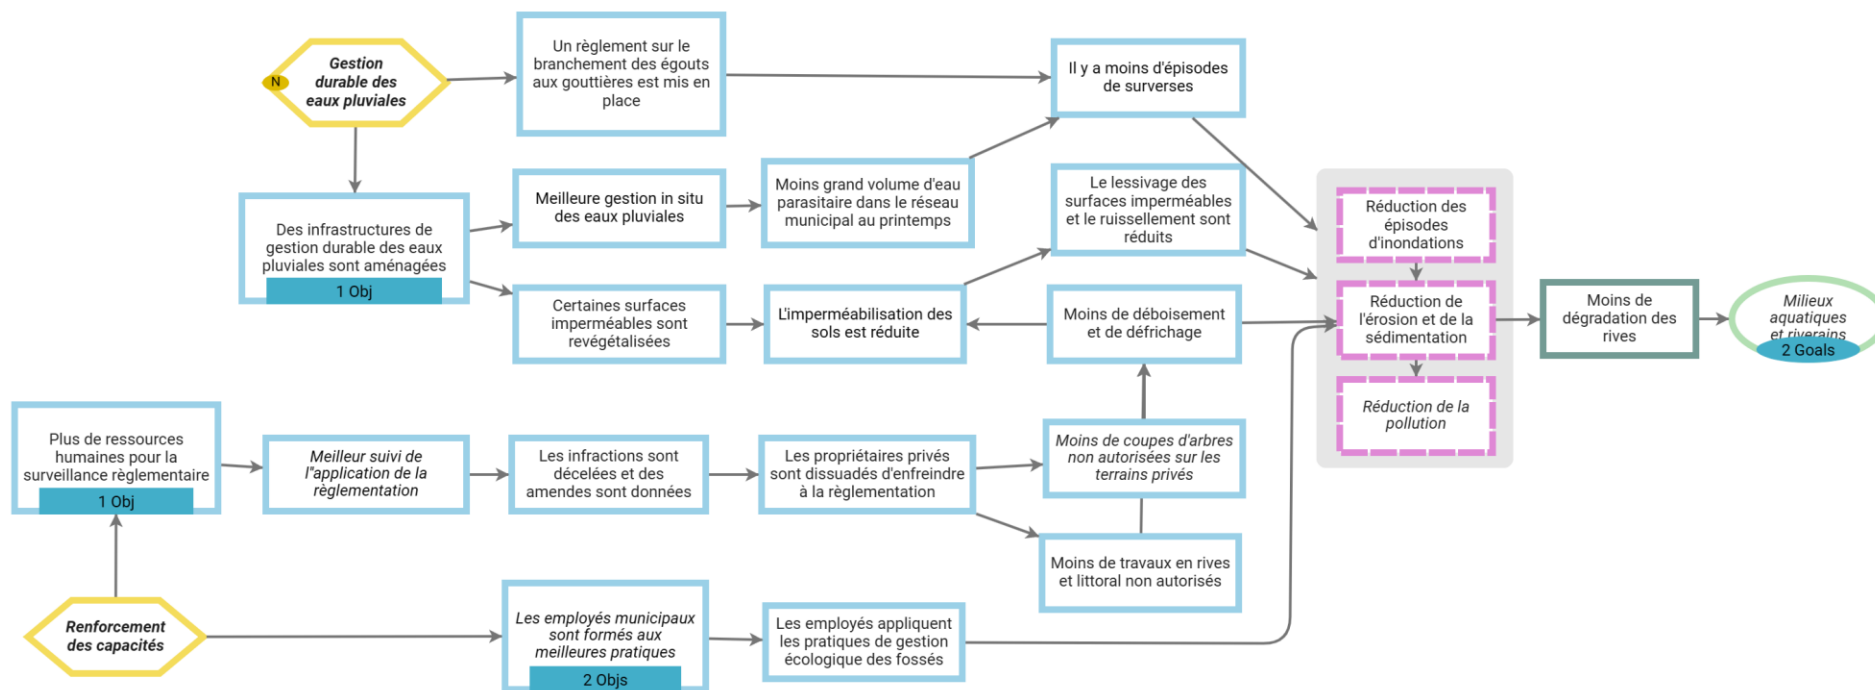 Gestion
durable des
eaux pluviales
N
Un règlement sur le
branchement des égouts
aux gouttières est mis en
place
Il y a moins d'épisodes
de surverses
Des infrastructures de
gestion durable des eaux
pluviales sont aménagées
1 Obj
Meilleure gestion in situ
des eaux pluviales
Moins grand volume d'eau
parasitaire dans le réseau
municipal au printemps
Le lessivage des
surfaces imperméables
et le ruissellement sont
réduits
Certaines surfaces
imperméables sont
revégétalisées
L'imperméabilisation des
sols est réduite
Moins de déboisement
et de défrichage
Réduction des
épisodes
d'inondations
Réduction de
l'érosion et de la
sédimentation
Réduction de la
pollution
Moins de
dégradation des
rives
Milieux
aquatiques
et riverains
2 Goals
Plus de ressources
humaines pour la
surveillance règlementaire
1 Obj
Meilleur suivi de
l"application de la
règlementation
Les infractions sont
décelées et des
amendes sont données
Les propriétaires privés
sont dissuadés d'enfreindre
à la règlementation
Moins de coupes d'arbres
non autorisées sur les
terrains privés
Moins de travaux en rives
et littoral non autorisés
Renforcement
des capacités
Les employés municipaux
sont formés aux
meilleures pratiques
2 Objs
Les employés appliquent
les pratiques de gestion
écologique des fossés